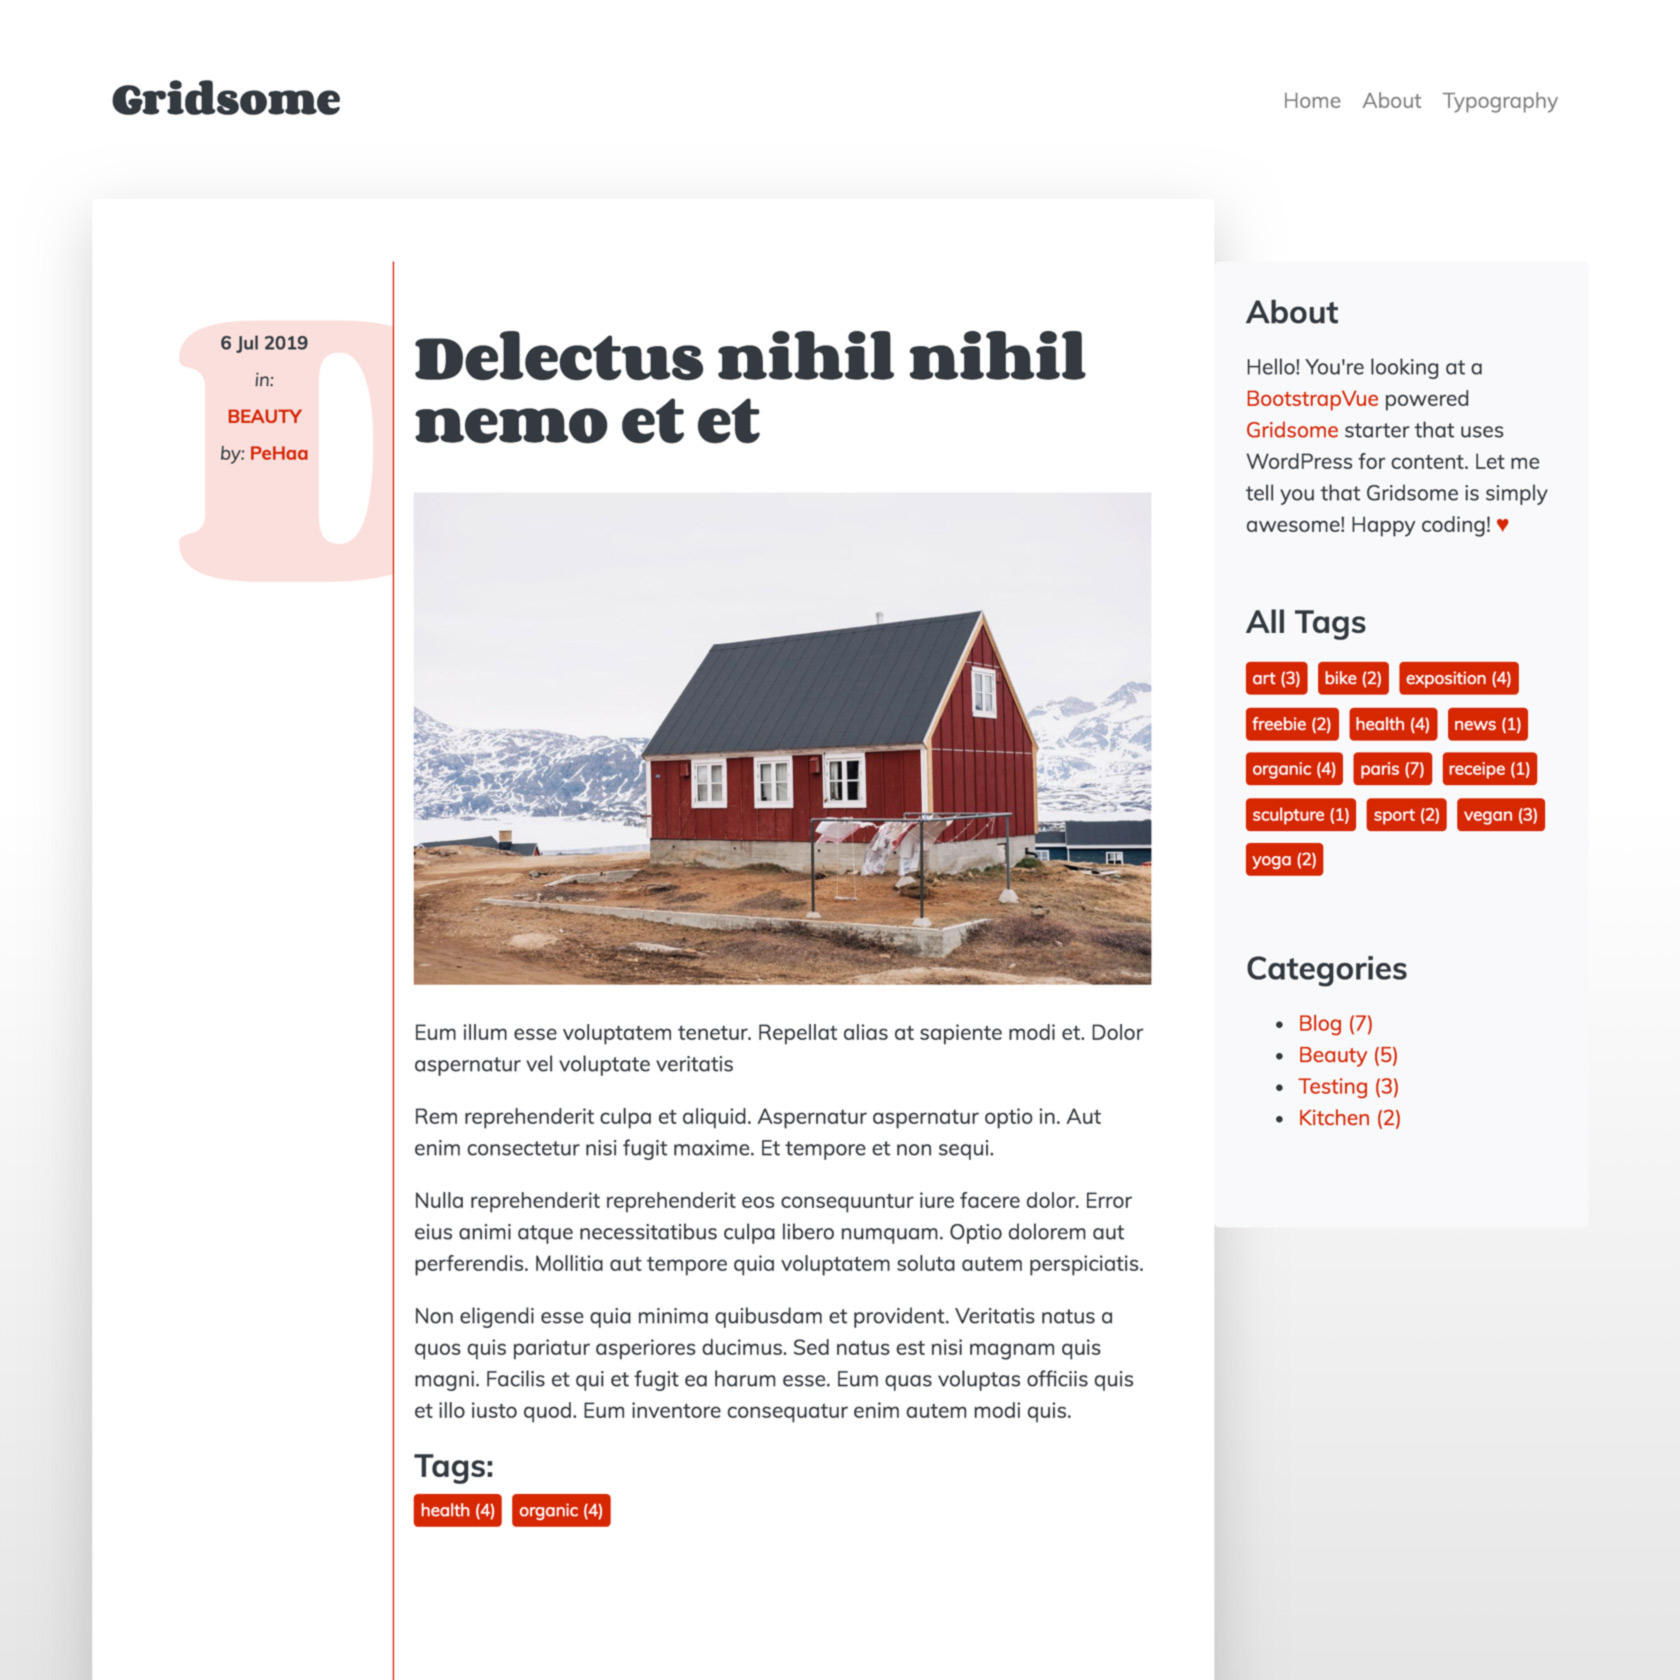 Gridsome
Home About Typography
D
6 Jul 2019
in:
BEAUTY
by: PeHaa
Delectus nihil nihil
nemo et et
Eum illum esse voluptatem tenetur. Repellat alias at sapiente modi et. Dolor
aspernatur vel voluptate veritatis
Rem reprehenderit culpa et aliquid. Aspernatur aspernatur optio in. Aut
enim consectetur nisi fugit maxime. Et tempore et non sequi.
Nulla reprehenderit reprehenderit eos consequuntur iure facere dolor. Error
eius animi atque necessitatibus culpa libero numquam. Optio dolorem aut
perferendis. Mollitia aut tempore quia voluptatem soluta autem perspiciatis.
Non eligendi esse quia minima quibusdam et provident. Veritatis natus a
quos quis pariatur asperiores ducimus. Sed natus est nisi magnam quis
magni. Facilis et qui et fugit ea harum esse. Eum quas voluptas officiis quis
et illo iusto quod. Eum inventore consequatur enim autem modi quis.
Tags:
health (4) organic (4)
About
Hello! You're looking at a
BootstrapVue powered
Gridsome starter that uses
WordPress for content. Let me
tell you that Gridsome is simply
awesome! Happy coding! ♥
All Tags
art (3) bike (2) exposition (4)
freebie (2) health (4) news (1)
organic (4) paris (7) receipe (1)
sculpture (1) sport (2) vegan (3)
yoga (2)
Categories
• Blog (7)
• Beauty (5)
• Testing (3)
• Kitchen (2)